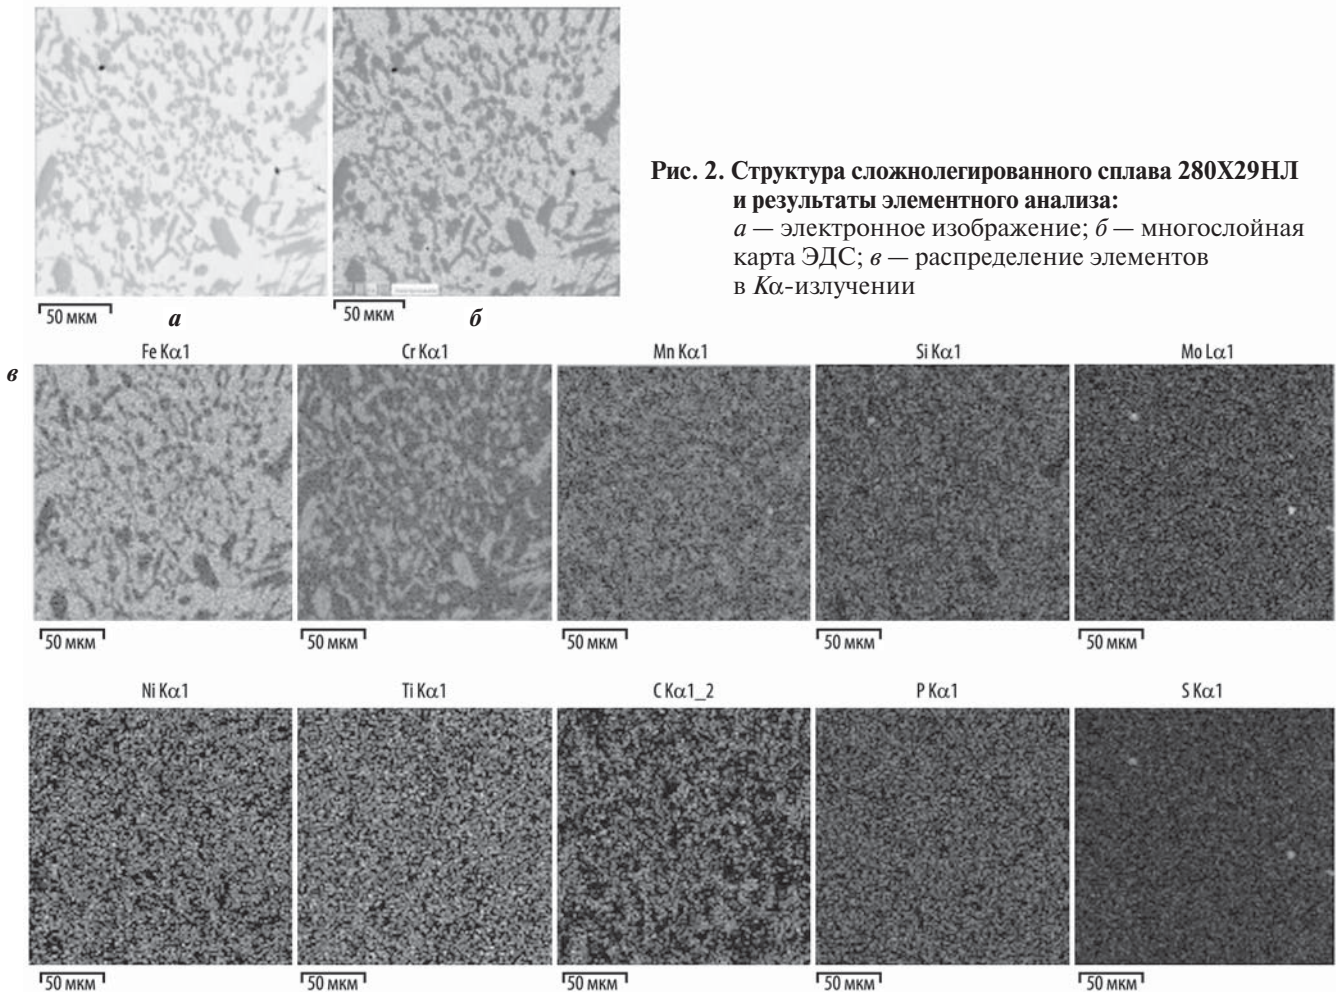 Рис. 2. Структура сложнолегированного сплава 280Х29НЛ
и результаты элементного анализа:
а — электронное изображение; б — многослойная
карта ЭДС; в — распределение элементов
в Kα-излучении
50 мкм а 50 мкм б
в
Fe Kα1 Cr Kα1 Mn Kα1 Si Kα1 Mo Lα1
50 мкм 50 мкм 50 мкм 50 мкм 50 мкм
Ni Kα1 Ti Kα1 C Kα1_2 P Kα1 S Kα1
50 мкм 50 мкм 50 мкм 50 мкм 50 мкм